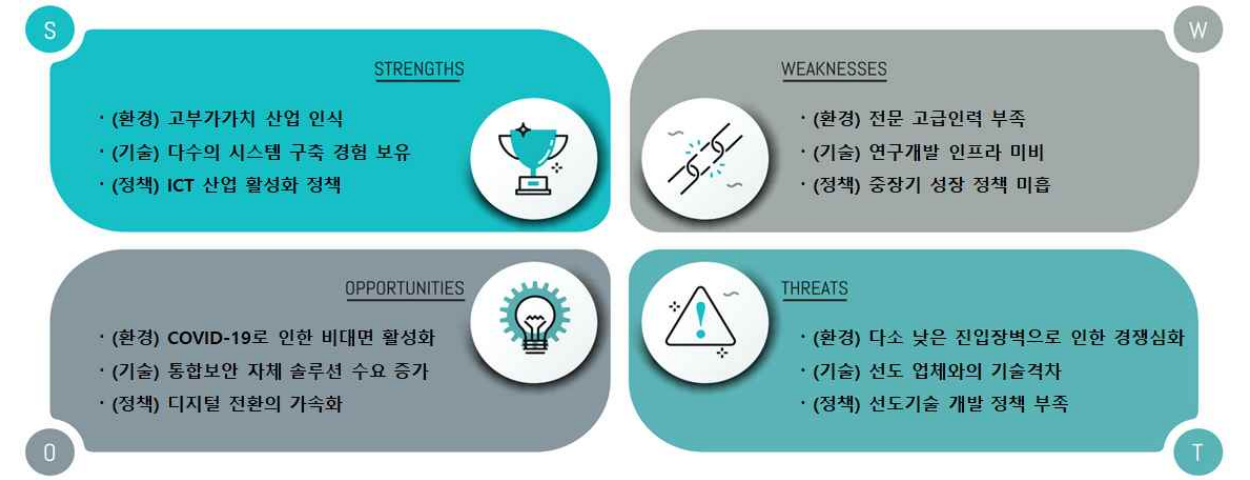 S
STRENGTHS
· (환경) 고부가가치 산업 인식
· (기술) 다수의 시스템 구축 경험 보유
· (정책) ICT 산업 활성화 정책
W
WEAKNESSES
· (환경) 전문 고급인력 부족
· (기술) 연구개발 인프라 미비
· (정책) 중장기 성장 정책 미흡
OPPORTUNITIES
· (환경) COVID-19로 인한 비대면 활성화
· (기술) 통합보안 자체 솔루션 수요 증가
· (정책) 디지털 전환의 가속화
O
THREATS
· (환경) 다소 낮은 진입장벽으로 인한 경쟁심화
· (기술) 선도 업체와의 기술격차
· (정책) 선도기술 개발 정책 부족
T